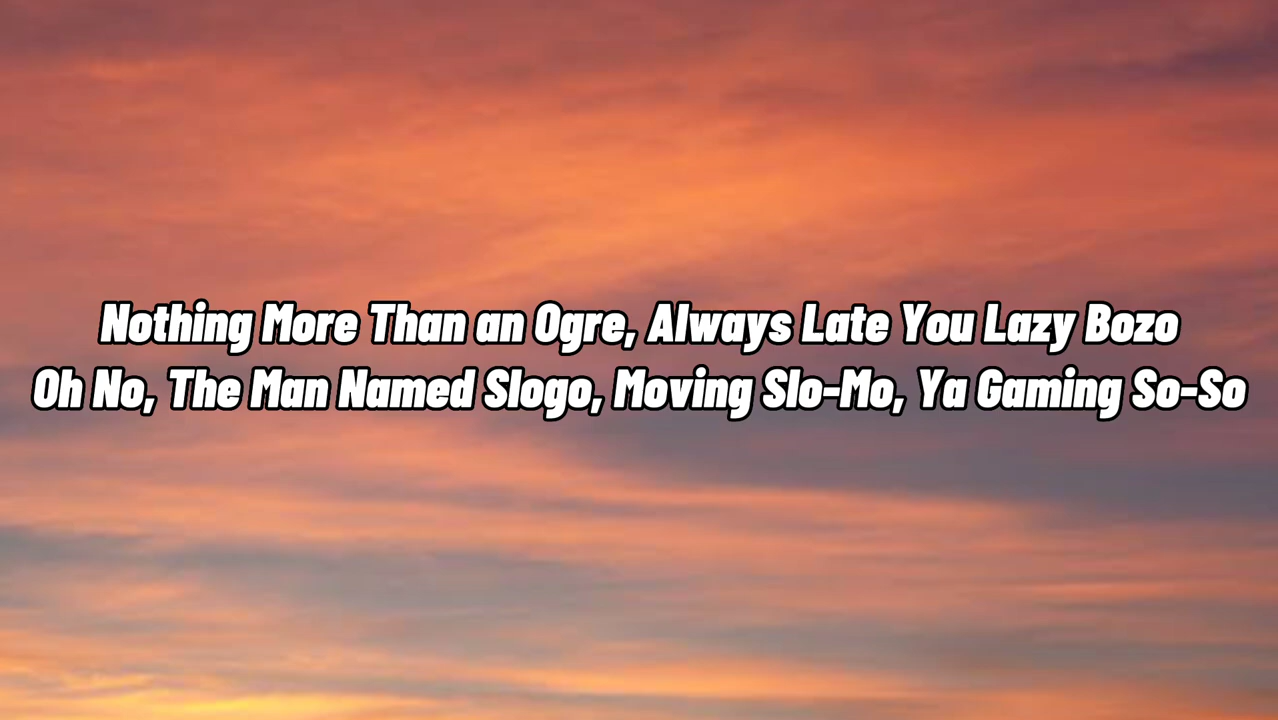 Nothing More Than an Ogre, Always Late You Lazy Bozo
Oh No, The Man Named Slogo, Moving Slo-Mo, Ya Gaming So-So